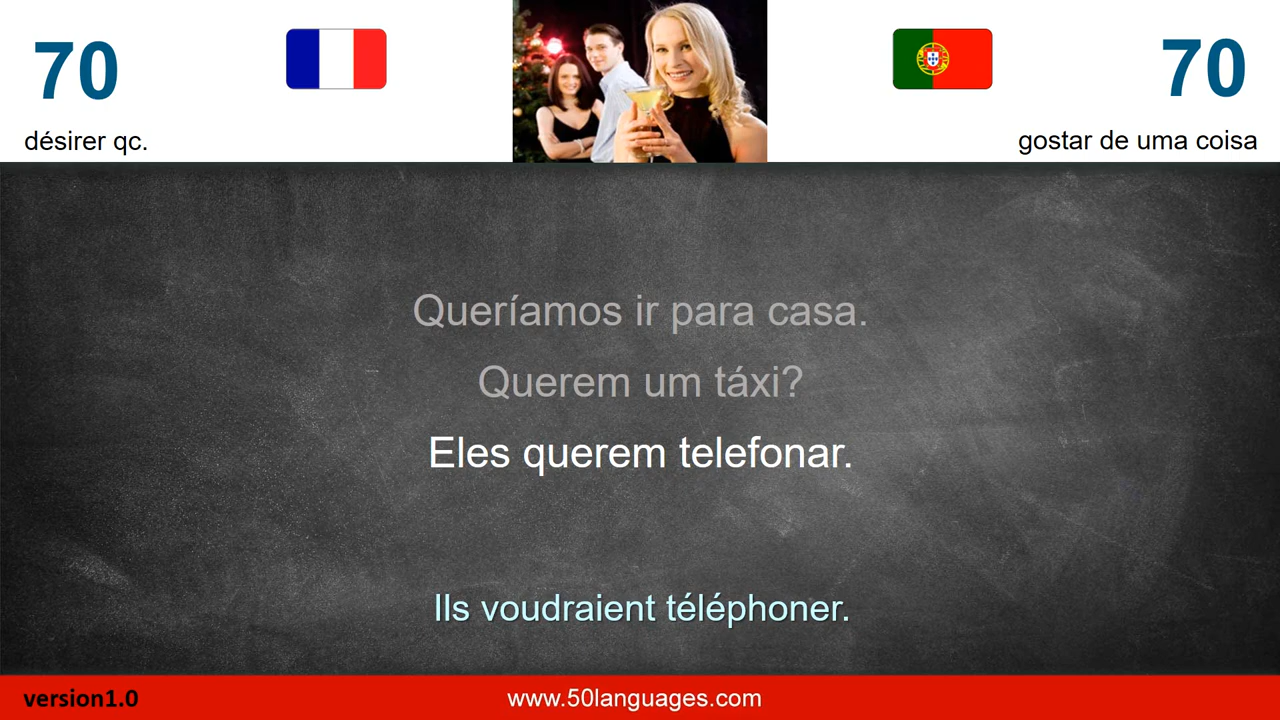 70
70
désirer qc.
gostar de uma coisa
Queríamos ir para casa.
Querem um táxi?
Eles querem telefonar.
Ils voudraient téléphoner.
version1.0
www.50languages.com